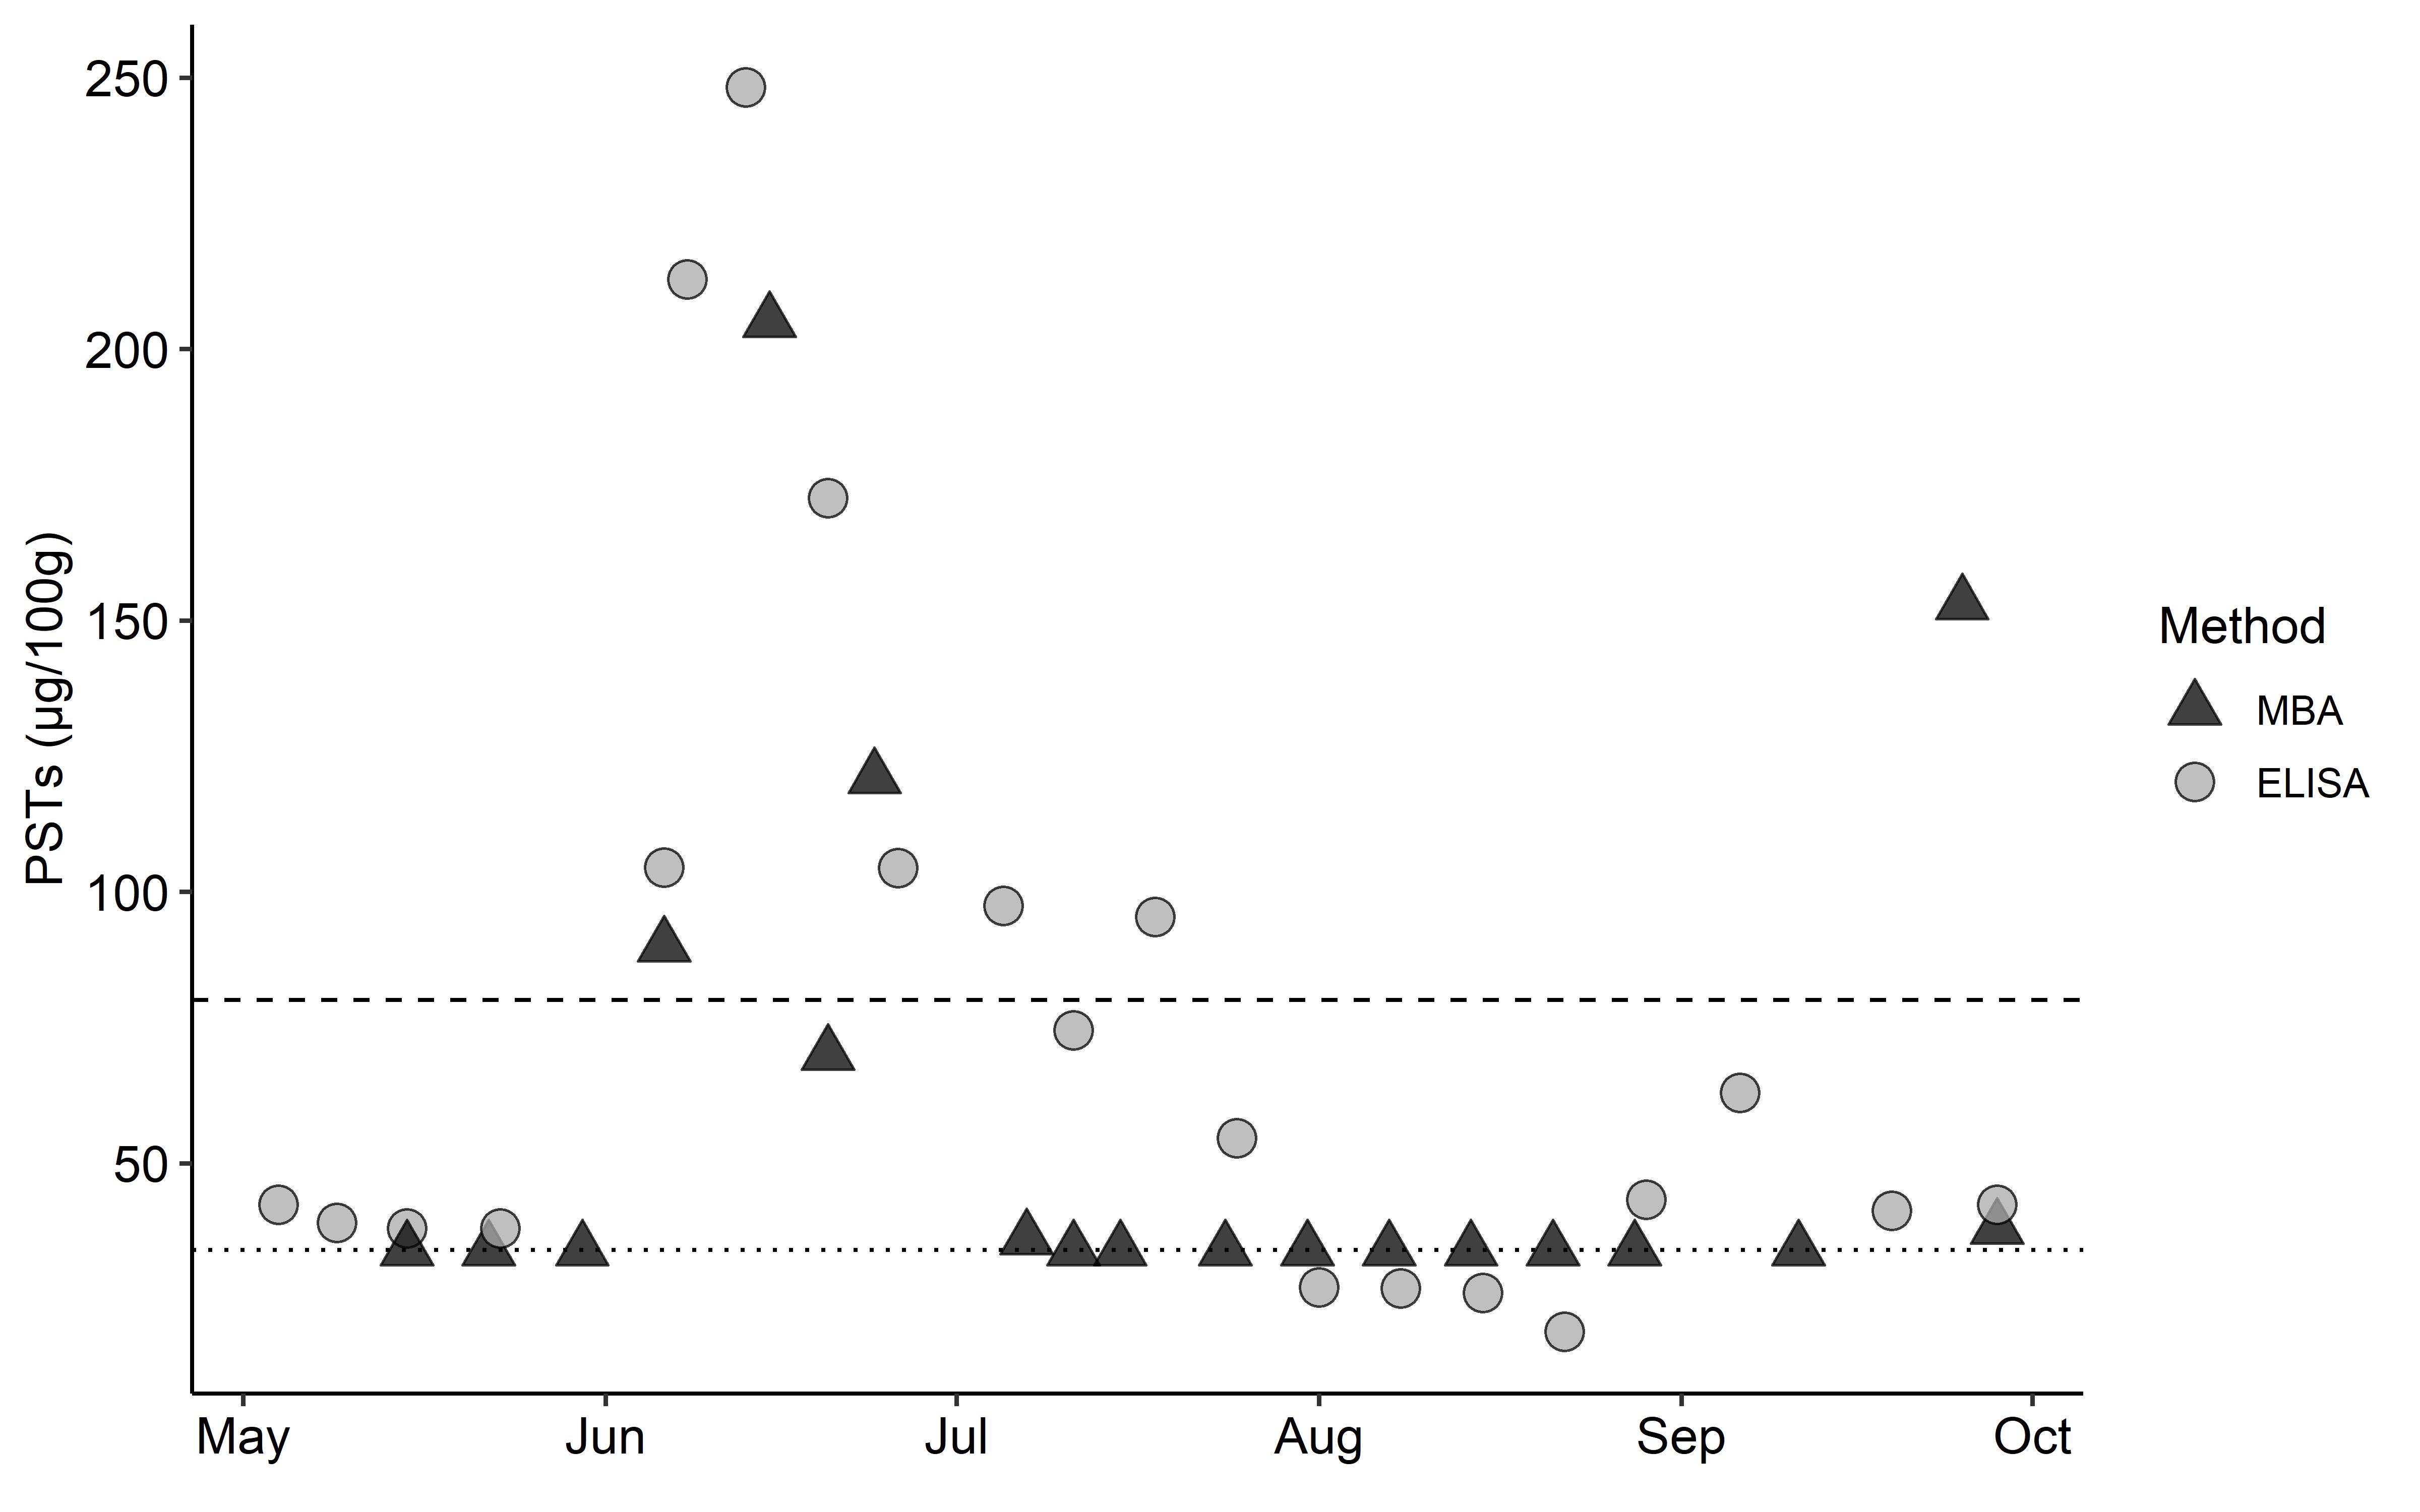 PSTs (µg/100g)
250
200
150
100
50
May Jun Jul Aug Sep Oct
Method
MBA
ELISA